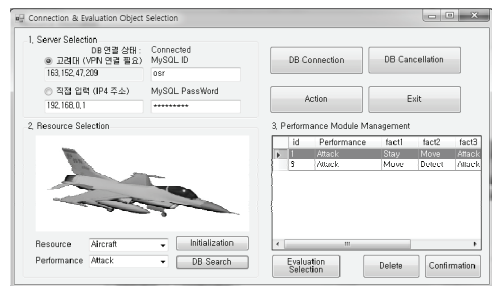 Connection & Evaluation Object Selection
1, Server Selection
DB 연결 상태 :
Connected
고려대 (VPN 연결 필요)
MySQL ID
163,152,47,209
osr
직접 입력 (IP4 주소)
MySQL PassWord
192,168,0,1
*********
DB Connection
DB Cancellation
Action
Exit
2, Resource Selection
Resource
Aircraft
Initialization
Performance
Attack
DB Search
3, Performance Module Management
id Performance fact1 fact2 fact3
1 Attack Stay Move Attack
Attack Move Detect Attack
Evaluation Selection
Delete
Confirmation